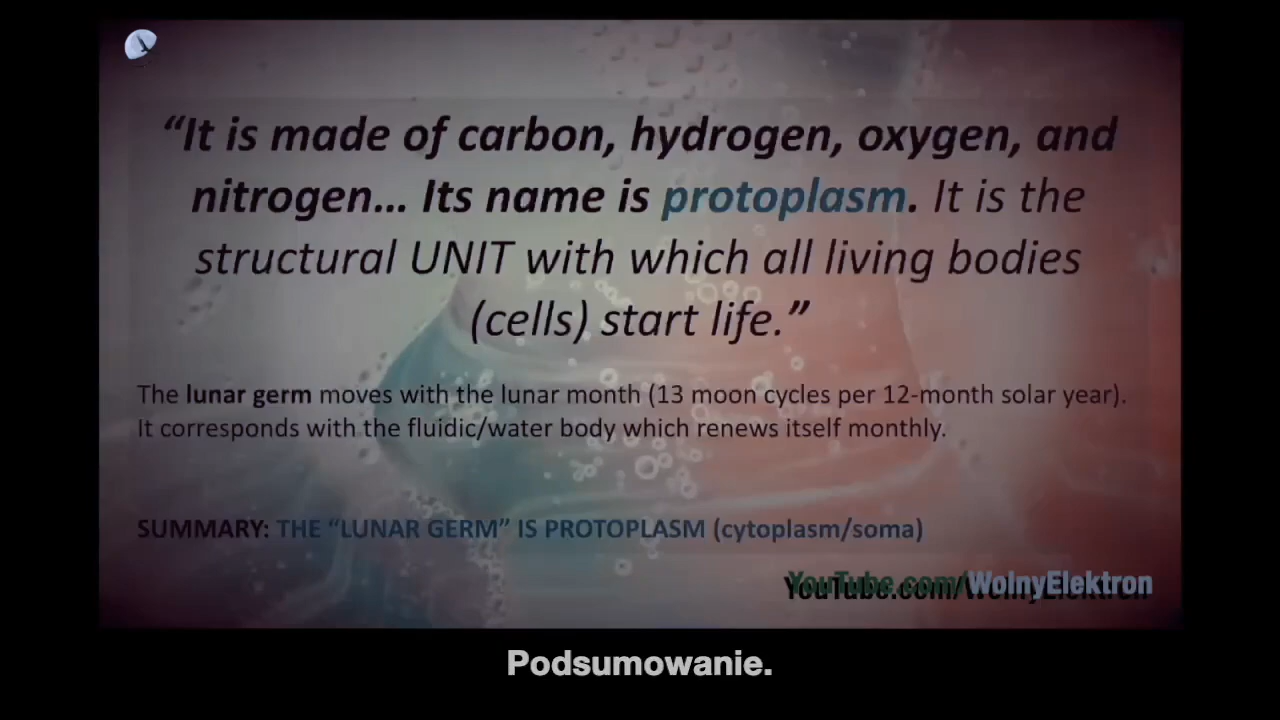 “It is made of carbon, hydrogen, oxygen, and
nitrogen... Its name is protoplasm. It is the
structural UNIT with which all living bodies
(cells) start life.”
The lunar germ moves with the lunar month (13 moon cycles per 12-month solar year).
It corresponds with the fluidic/water body which renews itself monthly.
SUMMARY: THE “LUNAR GERM” IS PROTOPLASM (cytoplasm/soma)
YouTube.com/WolnyElektron
Podsumowanie.